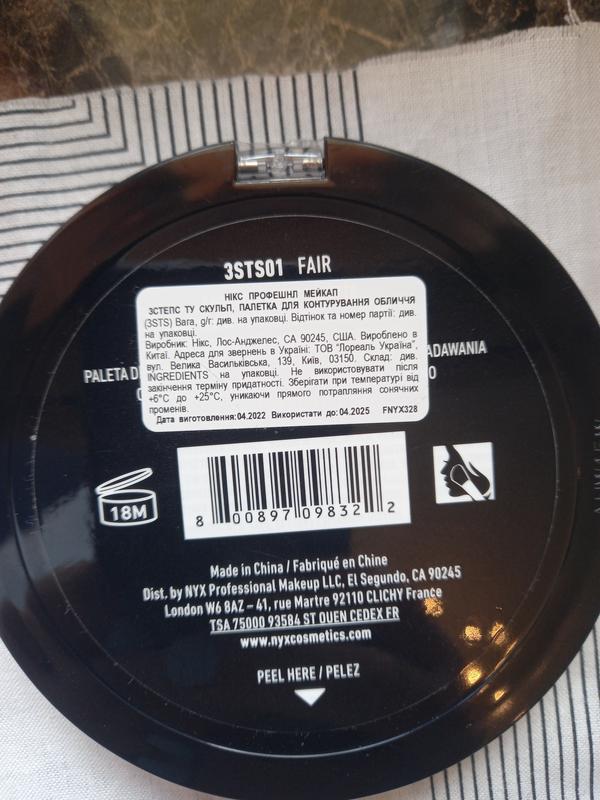 3STS01 FAIR
НІКС ПРОФЕШНЛ МЕЙКАП
3СТЕПС ТУ СКУЛЬП, ПАЛЕТКА ДЛЯ КОНТУРУВАННЯ ОБЛИЧЧЯ
(3STS) Вага, g/г: див. на упаковці. Відтінок та номер партії: див.
на упаковці.
Виробник: Нікс, Лос-Анджелес, CA 90245, США. Вироблено в
Китаї. Адреса для звернень в Україні: ТОВ "Лореаль Україна",
вул. Велика Васильківська, 139, Київ, 03150. Склад: див.
INGREDIENTS на упаковці. Не використовувати після
закінчення терміну придатності. Зберігати при температурі від
+6°C до +25°C, уникаючи прямого потрапляння сонячних
променів.
Дата виготовлення:04.2022 Використати до:04.2025 FNYX328
PALETA D
ADAWANIA
O
18M
8 00897 09832 2
Made in China / Fabriqué en Chine
Dist. by NYX Professional Makeup LLC, El Segundo, CA 90245
London W6 8AZ – 41, rue Martre 92110 CLICHY France
TSA 75000 93584 ST OUEN CEDEX FR
www.nyxcosmetics.com
PEEL HERE / PELEZ